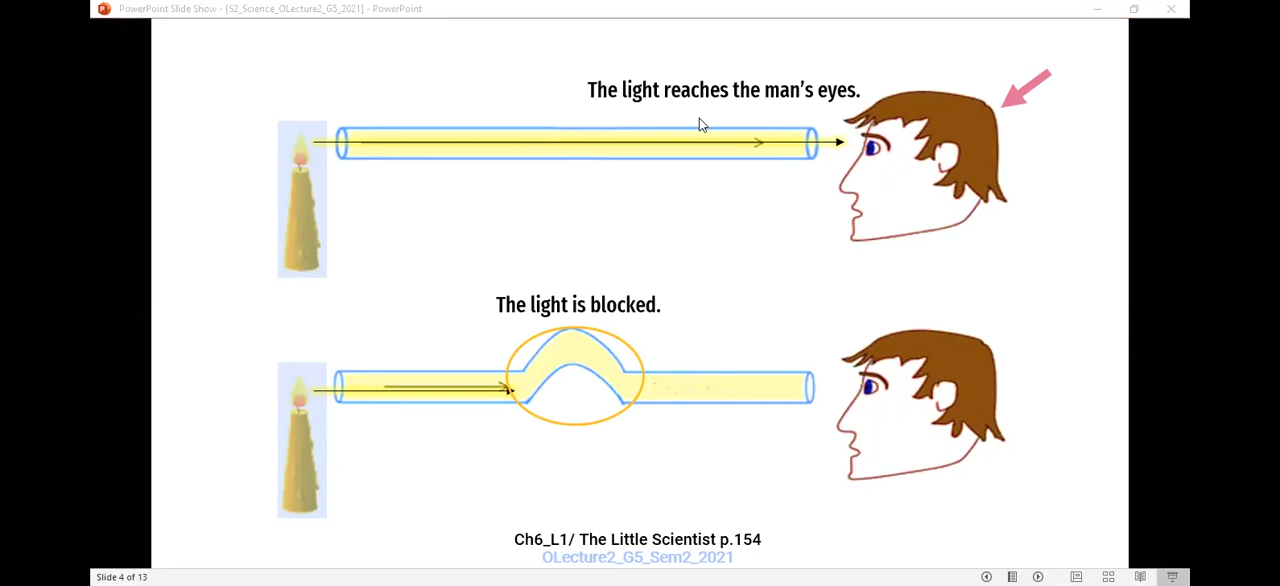 PowerPoint Slide Show - [S2_Science_OLecture2_G5_2021] - PowerPoint
The light reaches the man's eyes.
The light is blocked.
Ch6_L1/ The Little Scientist p.154
OLecture2_G5_Sem2_2021
Slide 4 of 13